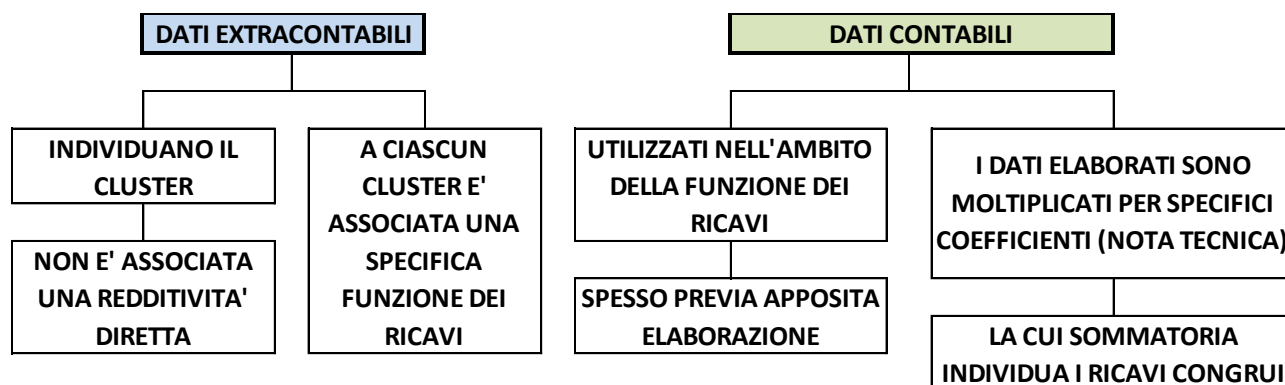 DATI EXTRACONTABILI
INDIVIDUANO IL
CLUSTER
NON E' ASSOCIATA
UNA REDDITIVITA'
DIRETTA
A CIASCUN
CLUSTER E'
ASSOCIATA UNA
SPECIFICA
FUNZIONE DEI
RICAVI
DATI CONTABILI
UTILIZZATI NELL'AMBITO
DELLA FUNZIONE DEI
RICAVI
SPESSO PREVIA APPOSITA
ELABORAZIONE
I DATI ELABORATI SONO
MOLTIPLICATI PER SPECIFICI
COEFFICIENTI (NOTA TECNICA)
LA CUI SOMMATORIA
INDIVIDUA I RICAVI CONGRUI